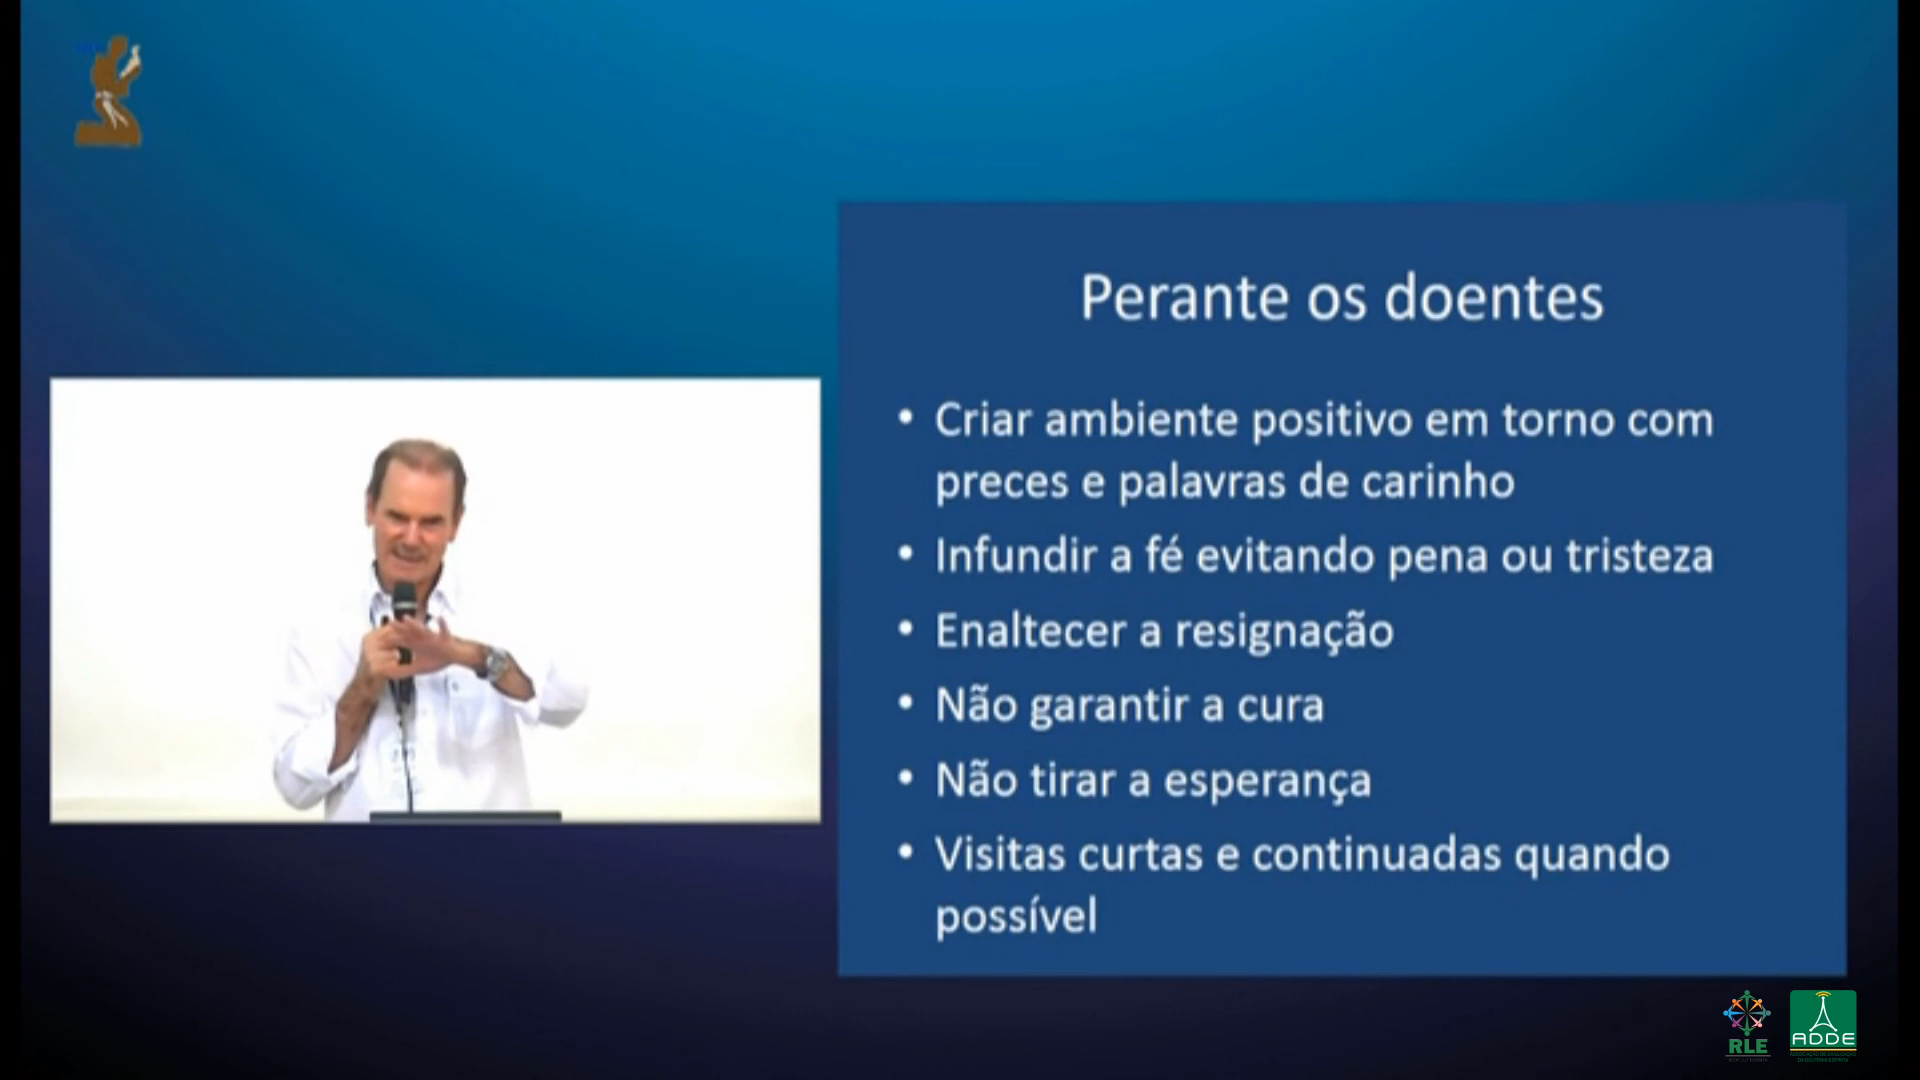 Perante os doentes
• Criar ambiente positivo em torno com
preces e palavras de carinho
• Infundir a fé evitando pena ou tristeza
• Enaltecer a resignação
• Não garantir a cura
• Não tirar a esperança
• Visitas curtas e continuadas quando
possível
RLE
ADDE